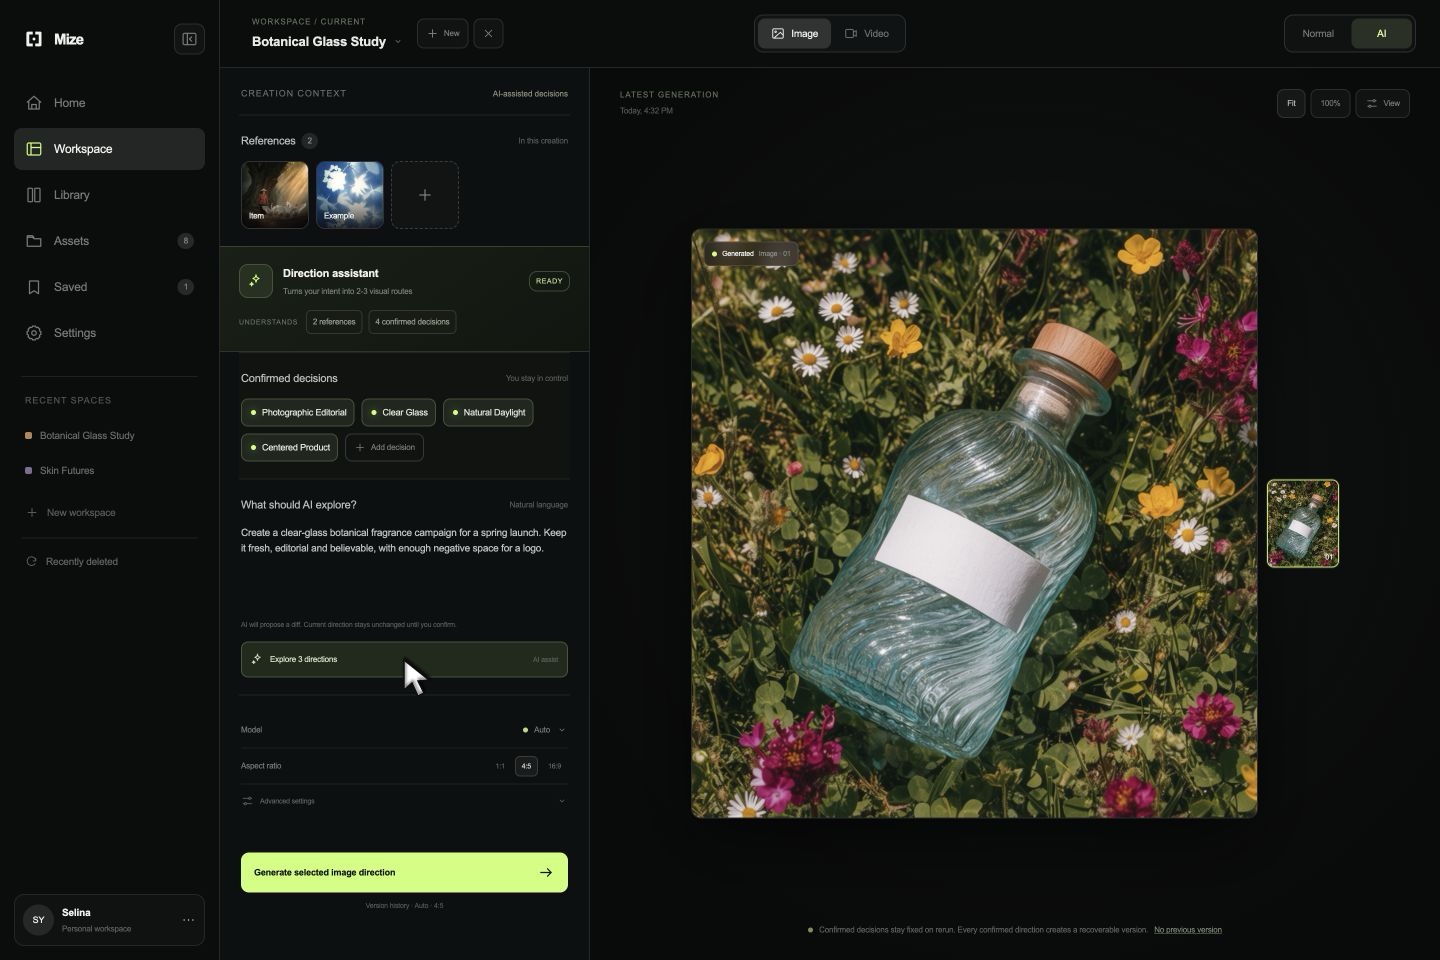 Mize
Home
Workspace
Library
Assets 8
Saved 1
Settings
RECENT SPACES
Botanical Glass Study
Skin Futures
New workspace
Recently deleted
SY
Selina
Personal workspace
WORKSPACE / CURRENT
Botanical Glass Study
New
Image
Video
Normal
AI
CREATION CONTEXT
AI-assisted decisions
References 2
In this creation
Item
Example
Direction assistant
Turns your intent into 2-3 visual routes
READY
UNDERSTANDS
2 references
4 confirmed decisions
Confirmed decisions
You stay in control
Photographic Editorial
Clear Glass
Natural Daylight
Centered Product
Add decision
What should AI explore?
Natural language
Create a clear-glass botanical fragrance campaign for a spring launch. Keep
it fresh, editorial and believable, with enough negative space for a logo.
AI will propose a diff. Current direction stays unchanged until you confirm.
Explore 3 directions
AI assist
Model
Auto
Aspect ratio
1:1
4:5
16:9
Advanced settings
Generate selected image direction
Version history · Auto · 4:5
LATEST GENERATION
Today, 4:32 PM
Fit
100%
View
Generated Image · 01
01
Confirmed decisions stay fixed on rerun. Every confirmed direction creates a recoverable version. No previous version